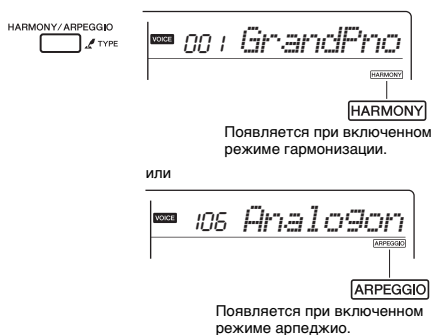 HARMONY/ARPEGGIO
TYPE
VOICE 001 GrandPno
HARMONY
HARMONY
Появляется при включенном
режиме гармонизации.
или
VOICE 106 Analogon
ARPEGGIO
ARPEGGIO
Появляется при включенном
режиме арпеджио.